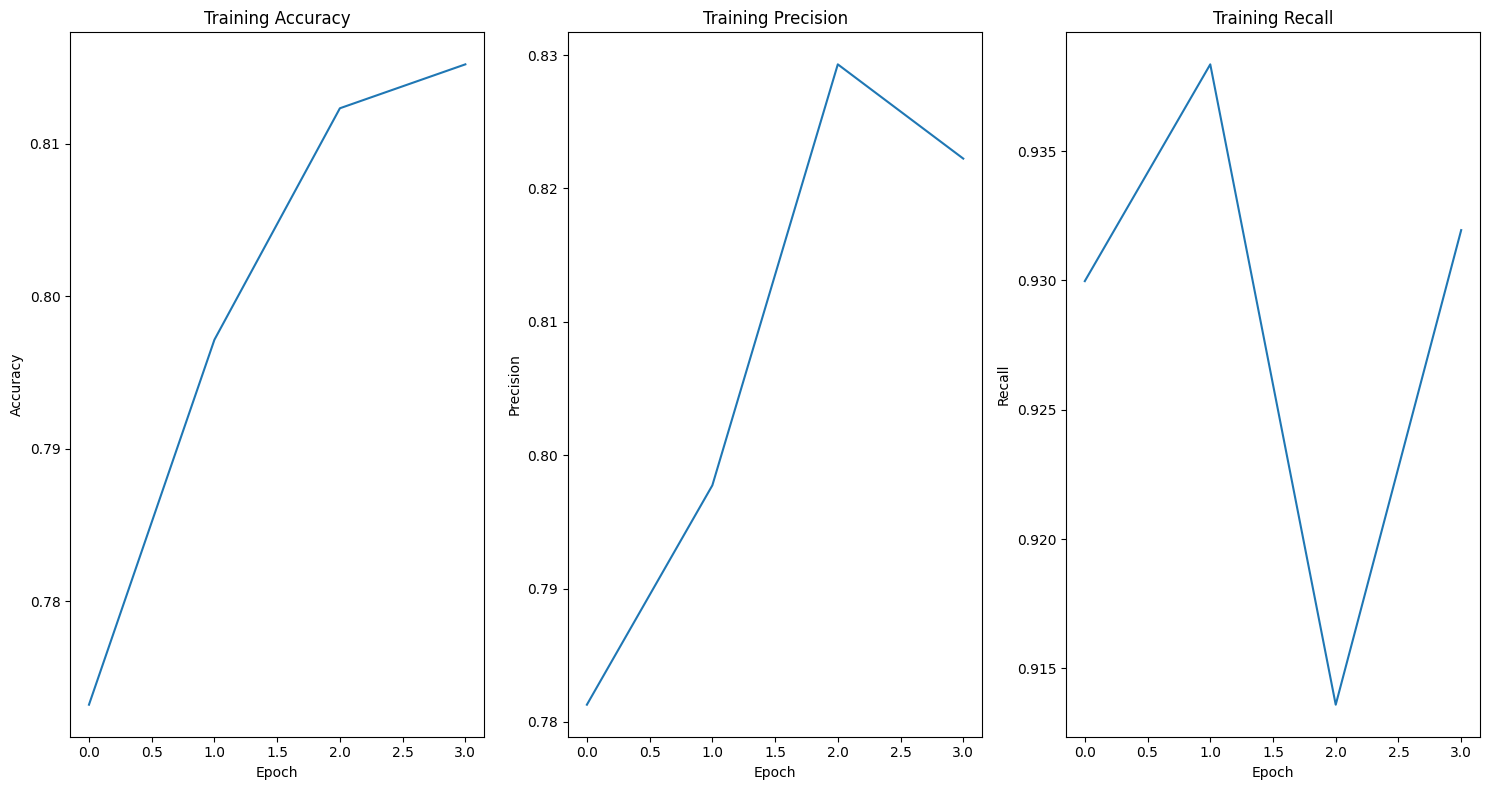 Training Accuracy
Accuracy
0.81
0.80
0.79
0.78
0.0 0.5 1.0 1.5 2.0 2.5 3.0
Epoch
Training Precision
Precision
0.83
0.82
0.81
0.80
0.79
0.78
0.0 0.5 1.0 1.5 2.0 2.5 3.0
Epoch
Training Recall
Recall
0.935
0.930
0.925
0.920
0.915
0.0 0.5 1.0 1.5 2.0 2.5 3.0
Epoch